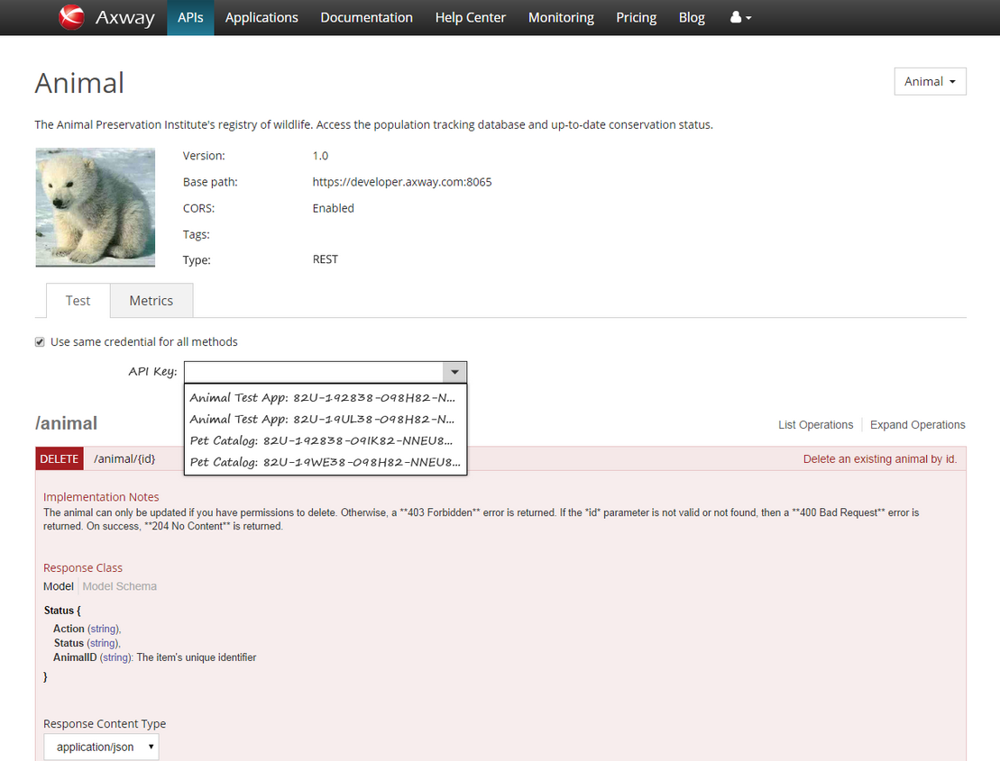 Axway APIs Applications Documentation Help Center Monitoring Pricing Blog
Animal
Animal
The Animal Preservation Institute's registry of wildlife. Access the population tracking database and up-to-date conservation status.
Version: 1.0
Base path: https://developer.axway.com:8065
CORS: Enabled
Tags:
Type: REST
Test Metrics
Use same credential for all methods
API Key:
Animal Test App: 82U-192838-098H82-N...
Animal Test App: 82U-19UL38-098H82-N...
Pet Catalog: 82U-192838-09IK82-NNEU8...
Pet Catalog: 82U-19WE38-098H82-NNEU8...
/animal List Operations Expand Operations
DELETE /animal/{id} Delete an existing animal by id.
Implementation Notes
The animal can only be updated if you have permissions to delete. Otherwise, a **403 Forbidden** error is returned. If the *id* parameter is not valid or not found, then a **400 Bad Request** error is
returned. On success, **204 No Content** is returned.
Response Class
Model Model Schema
Status {
Action (string),
Status (string),
AnimalID (string): The item's unique identifier
}
Response Content Type
application/json